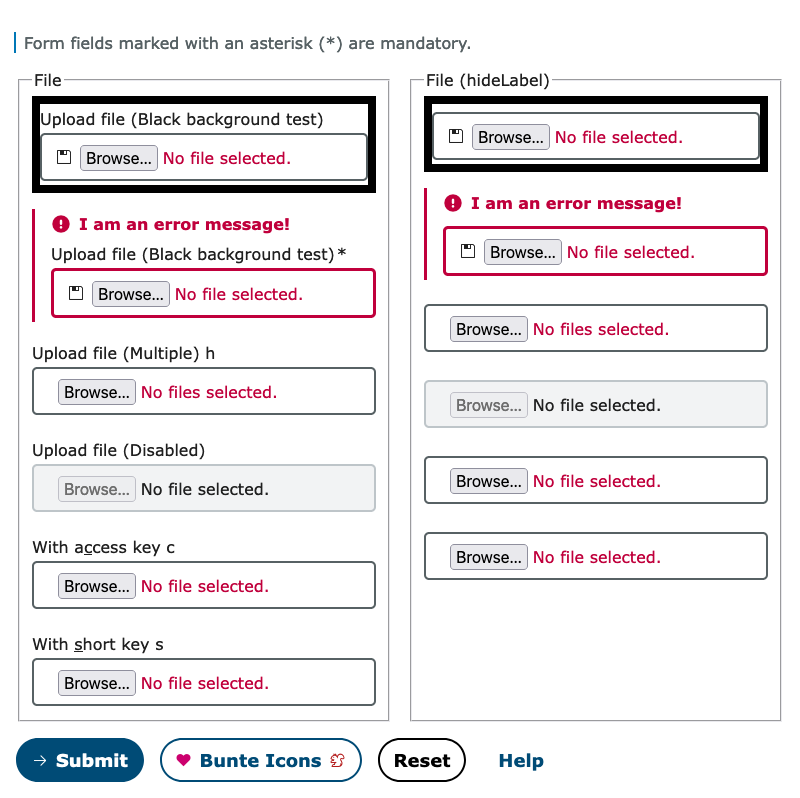 Form fields marked with an asterisk (*) are mandatory.
File
Upload file (Black background test)
Browse... No file selected.
I am an error message!
Upload file (Black background test)*
Browse... No file selected.
Upload file (Multiple) h
Browse... No files selected.
Upload file (Disabled)
Browse... No file selected.
With access key c
Browse... No file selected.
With short key s
Browse... No file selected.
File (hideLabel)
Browse... No file selected.
I am an error message!
Browse... No file selected.
Browse... No files selected.
Browse... No file selected.
Browse... No file selected.
Browse... No file selected.
Submit Bunte Icons Reset Help